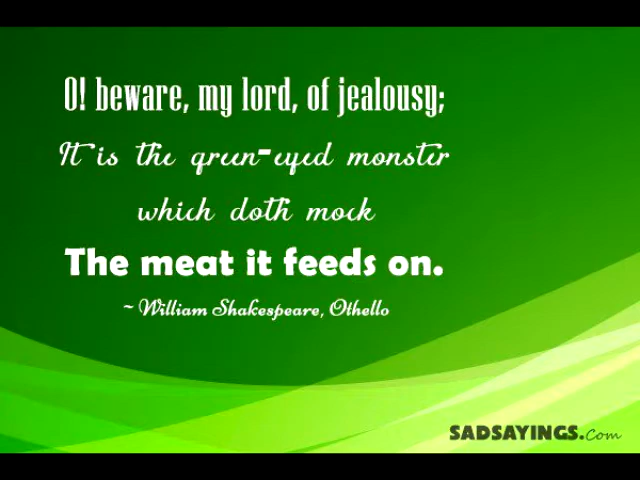 O! beware, my lord, of jealousy;
It is the green-eyed monster
which doth mock
The meat it feeds on.
~ William Shakespeare, Othello
SADSAYINGS.Com